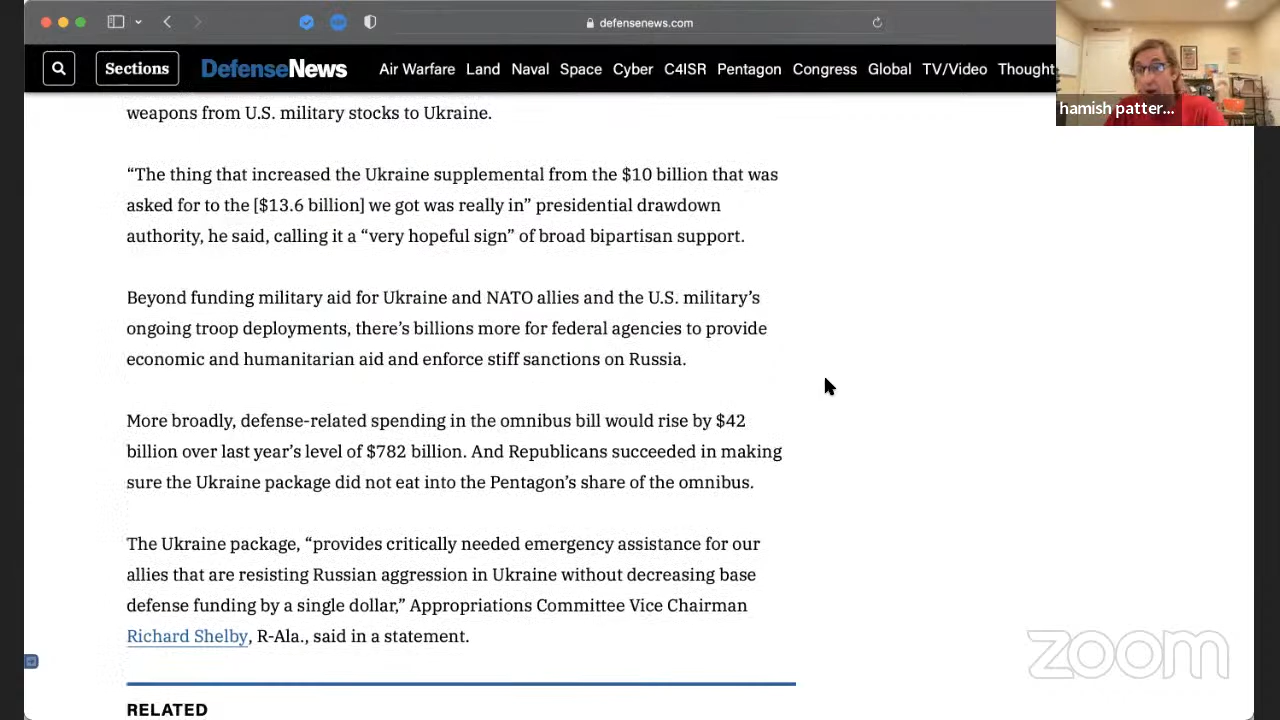 defensenews.com
Sections
DefenseNews
Air Warfare Land Naval Space Cyber C4ISR Pentagon Congress Global TV/Video Thought
hamish patter...
weapons from U.S. military stocks to Ukraine.
“The thing that increased the Ukraine supplemental from the $10 billion that was
asked for to the [$13.6 billion] we got was really in” presidential drawdown
authority, he said, calling it a “very hopeful sign” of broad bipartisan support.
Beyond funding military aid for Ukraine and NATO allies and the U.S. military’s
ongoing troop deployments, there’s billions more for federal agencies to provide
economic and humanitarian aid and enforce stiff sanctions on Russia.
More broadly, defense-related spending in the omnibus bill would rise by $42
billion over last year’s level of $782 billion. And Republicans succeeded in making
sure the Ukraine package did not eat into the Pentagon’s share of the omnibus.
The Ukraine package, “provides critically needed emergency assistance for our
allies that are resisting Russian aggression in Ukraine without decreasing base
defense funding by a single dollar,” Appropriations Committee Vice Chairman
Richard Shelby, R-Ala., said in a statement.
zoom
RELATED